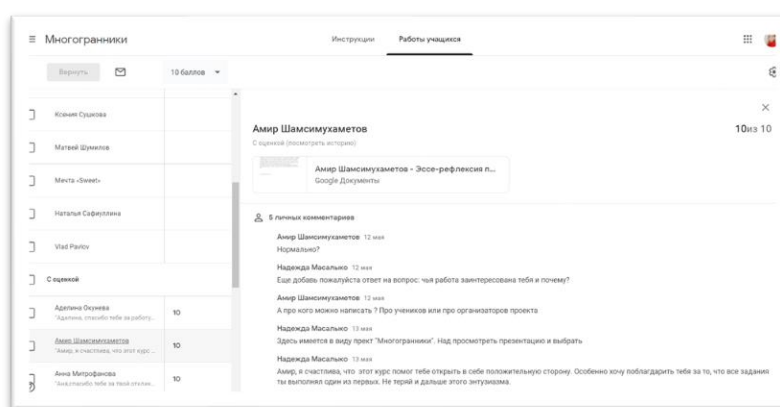 Многогранники
Инструкции
Работы учащихся
Вернуть
10 баллов
Ксения Сушкова
Матвей Шумилов
Мечта «Sweet»
Наталья Сафиуллина
Vlad Pavlov
С оценкой
Аделина Окунева 10
"Аделина, спасибо тебе за работу...
Амир Шамсимухаметов 10
"Амир, я счастлива, что этот курс ...
Анна Митрофанова 10
"Аня,спасибо тебе за твой отклик...
Амир Шамсимухаметов
10из 10
С оценкой (посмотреть историю)
Амир Шамсимухаметов - Эссе-рефлексия п...
Google Документы
5 личных комментариев
Амир Шамсимухаметов 12 мая
Нормально?
Надежда Масалько 12 мая
Еще добавь пожалуйста ответ на вопрос: чья работа заинтересована тебя и почему?
Амир Шамсимухаметов 12 мая
А про кого можно написать ? Про учеников или про организаторов проекта
Надежда Масалько 13 мая
Здесь имеется в виду прект "Многогранники". Над просмотреть презентацию и выбрать
Надежда Масалько 13 мая
Амир, я счастлива, что этот курс помог тебе открыть в себе положительную сторону. Особенно хочу поблагдарить тебя за то, что все задания
ты выполнял один из первых. Не теряй и дальше этого энтузиазма.